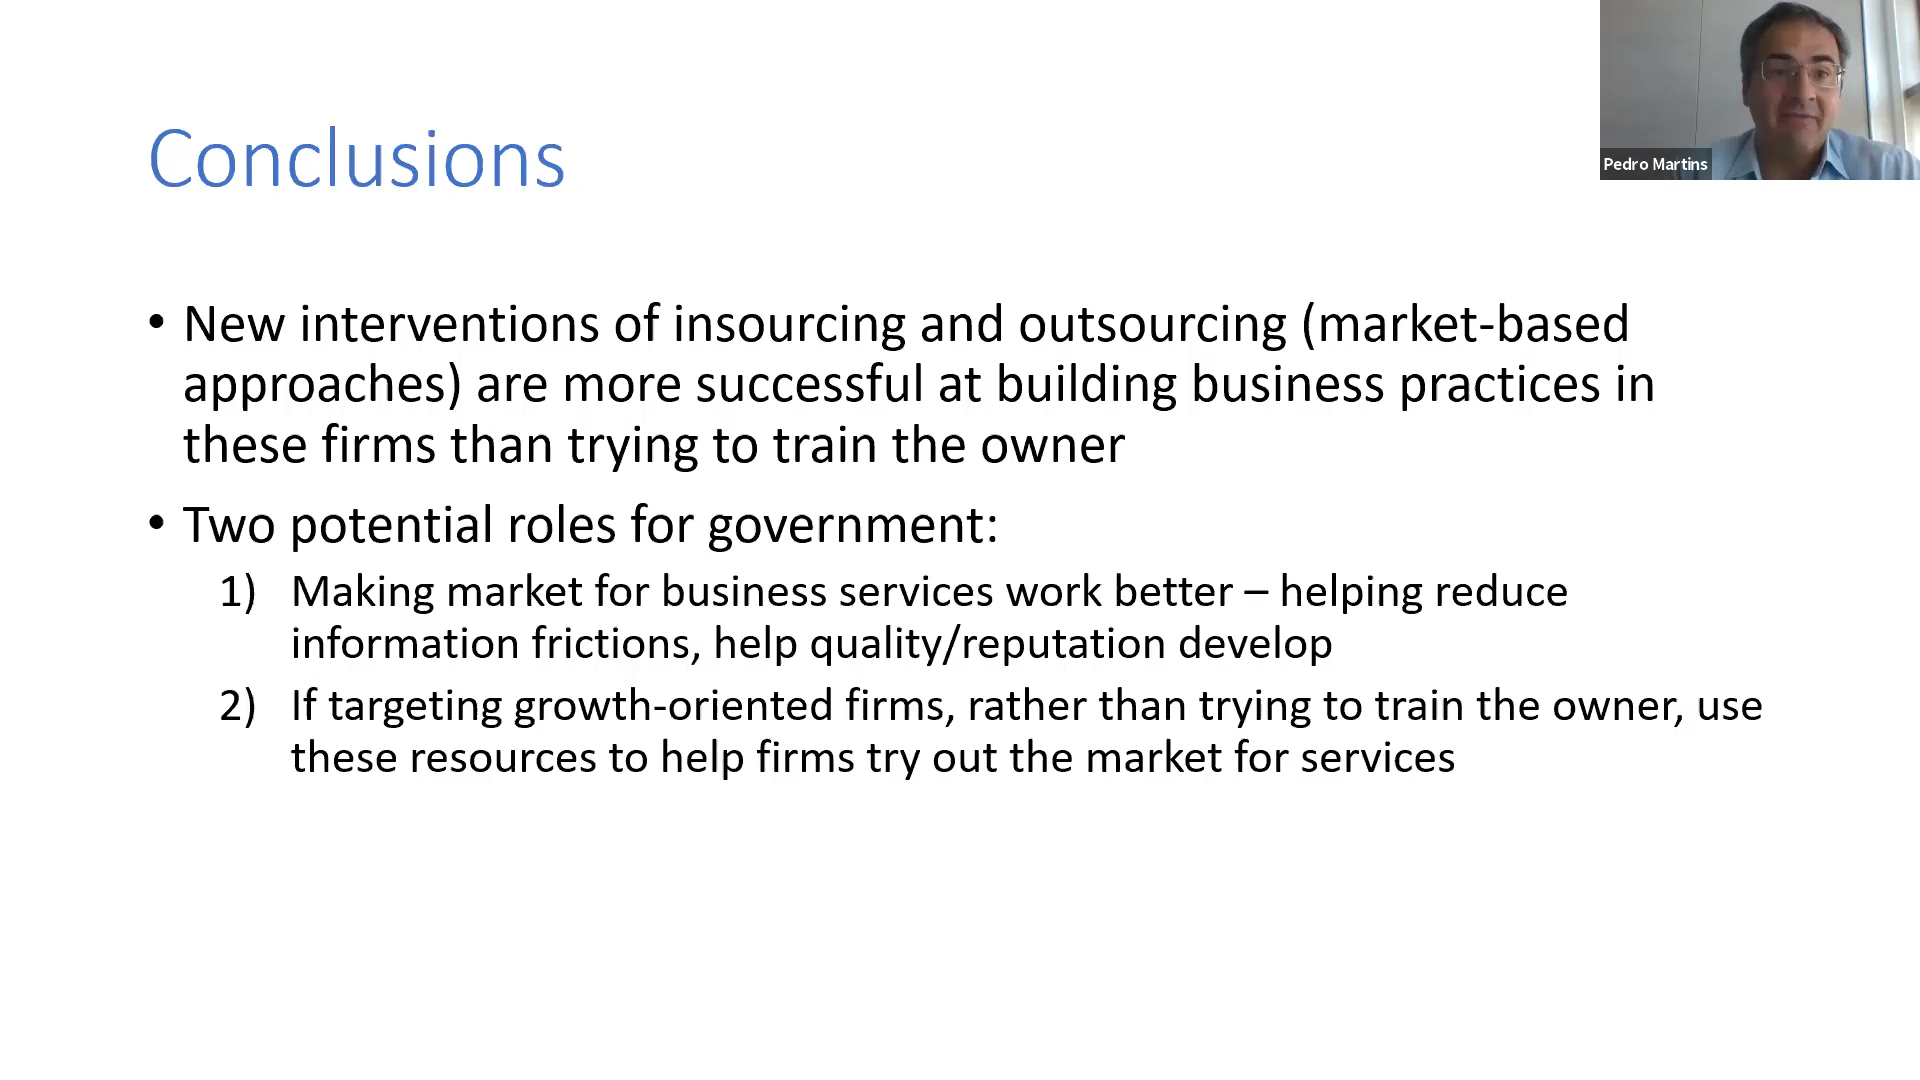 Pedro Martins
Conclusions
• New interventions of insourcing and outsourcing (market-based
approaches) are more successful at building business practices in
these firms than trying to train the owner
• Two potential roles for government:
1) Making market for business services work better – helping reduce
information frictions, help quality/reputation develop
2) If targeting growth-oriented firms, rather than trying to train the owner, use
these resources to help firms try out the market for services